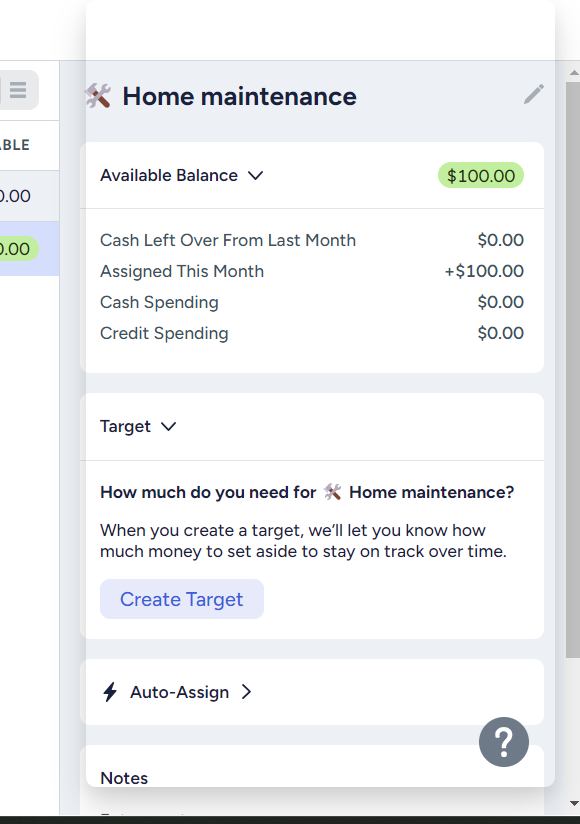 Home maintenance
ABLE
Available Balance $100.00
0.00
Cash Left Over From Last Month $0.00
0.00
Assigned This Month +$100.00
Cash Spending $0.00
Credit Spending $0.00
Target
How much do you need for 🛠️ Home maintenance?
When you create a target, we’ll let you know how
much money to set aside to stay on track over time.
Create Target
Auto-Assign
?
Notes